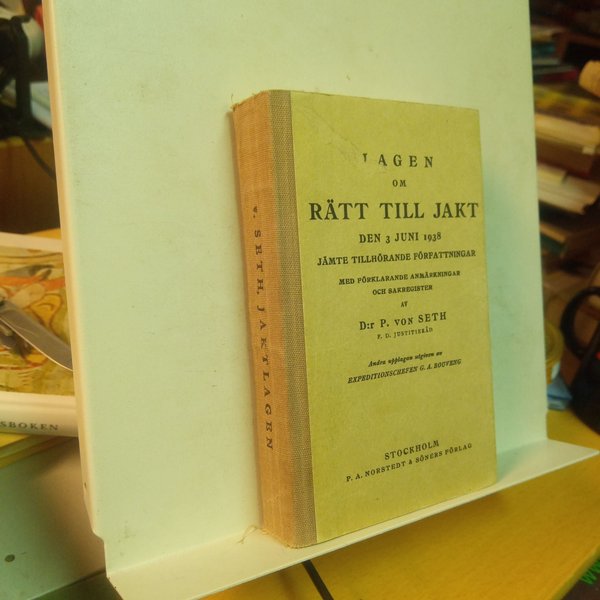 LAGEN
OM
RÄTT TILL JAKT
DEN 3 JUNI 1938
JÄMTE TILLHÖRANDE FÖRFATTNINGAR
MED FÖRKLARANDE ANMÄRKNINGAR
OCH SAKREGISTER
AV
D:r P. VON SETH
F. D. JUSTITIERÅD
Andra upplagan utgiven av
EXPEDITIONSCHEFEN G. A. BOUVENG
STOCKHOLM
P. A. NORSTEDT & SÖNERS FÖRLAG
v. SETH, JAKTLAGEN
SBOKEN